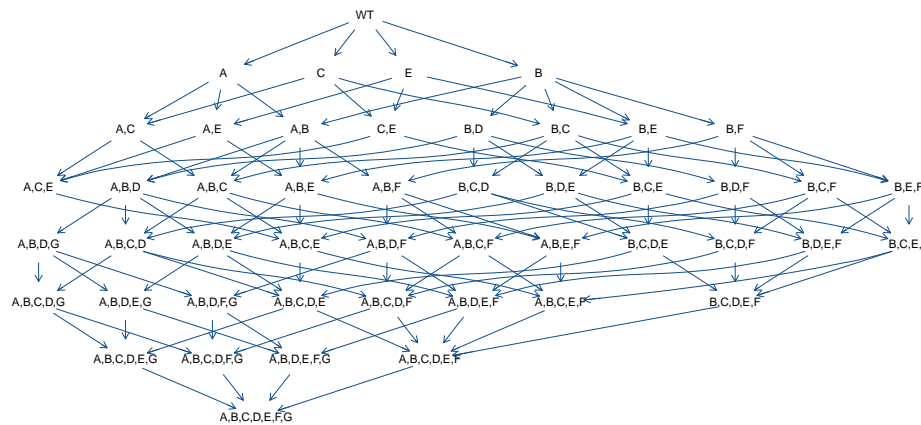 WT
A C E B
A,C A,E A,B C,E B,D B,C B,E B,F
A,C,E A,B,D A,B,C A,B,E A,B,F B,C,D B,D,E B,C,E B,D,F B,C,F B,E,F
A,B,D,G A,B,C,D A,B,D,E A,B,C,E A,B,D,F A,B,C,F A,B,E,F B,C,D,E B,C,D,F B,D,E,F B,C,E,
A,B,C,D,G A,B,D,E,G A,B,D,F,G A,B,C,D,E A,B,C,D,F A,B,D,E,F A,B,C,E,F B,C,D,E,F
A,B,C,D,E,G A,B,C,D,F,G A,B,D,E,F,G A,B,C,D,E,F
A,B,C,D,E,F,G